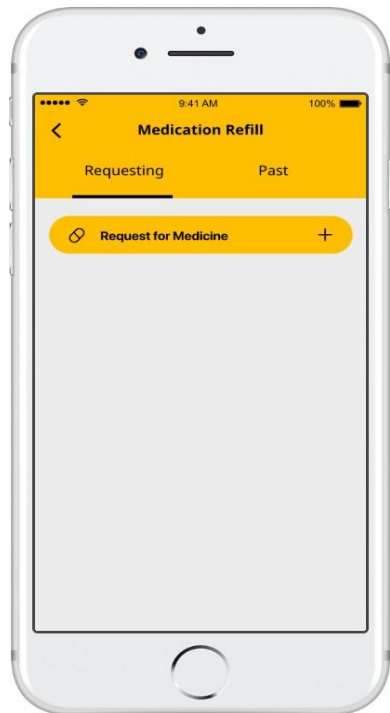 9:41 AM 100%
Medication Refill
Requesting Past
Request for Medicine +